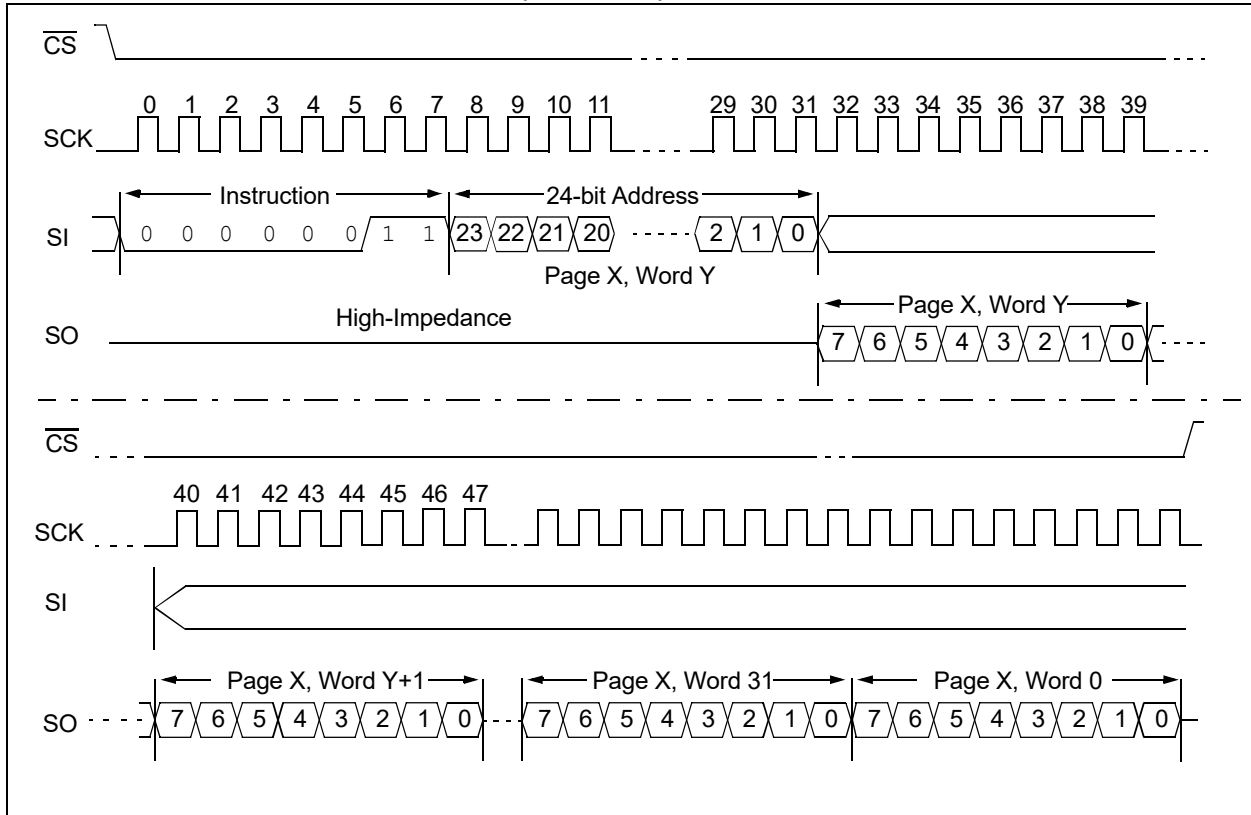 CS
0 1 2 3 4 5 6 7 8 9 10 11 29 30 31 32 33 34 35 36 37 38 39
SCK
Instruction 24-bit Address
SI 0 0 0 0 0 0 1 1 23 22 21 20 2 1 0
Page X, Word Y
High-Impedance Page X, Word Y
SO 7 6 5 4 3 2 1 0
CS
40 41 42 43 44 45 46 47
SCK
SI
Page X, Word Y+1 Page X, Word 31 Page X, Word 0
SO 7 6 5 4 3 2 1 0 7 6 5 4 3 2 1 0 7 6 5 4 3 2 1 0